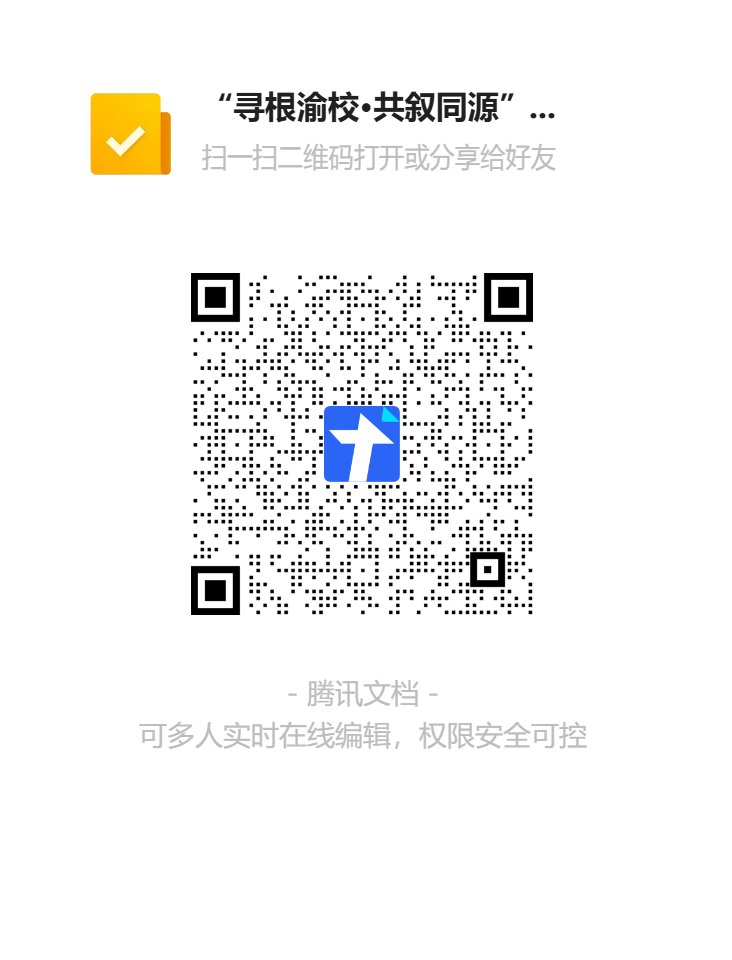 “寻根渝校·共叙同源”...
扫一扫二维码打开或分享给好友
- 腾讯文档 -
可多人实时在线编辑，权限安全可控